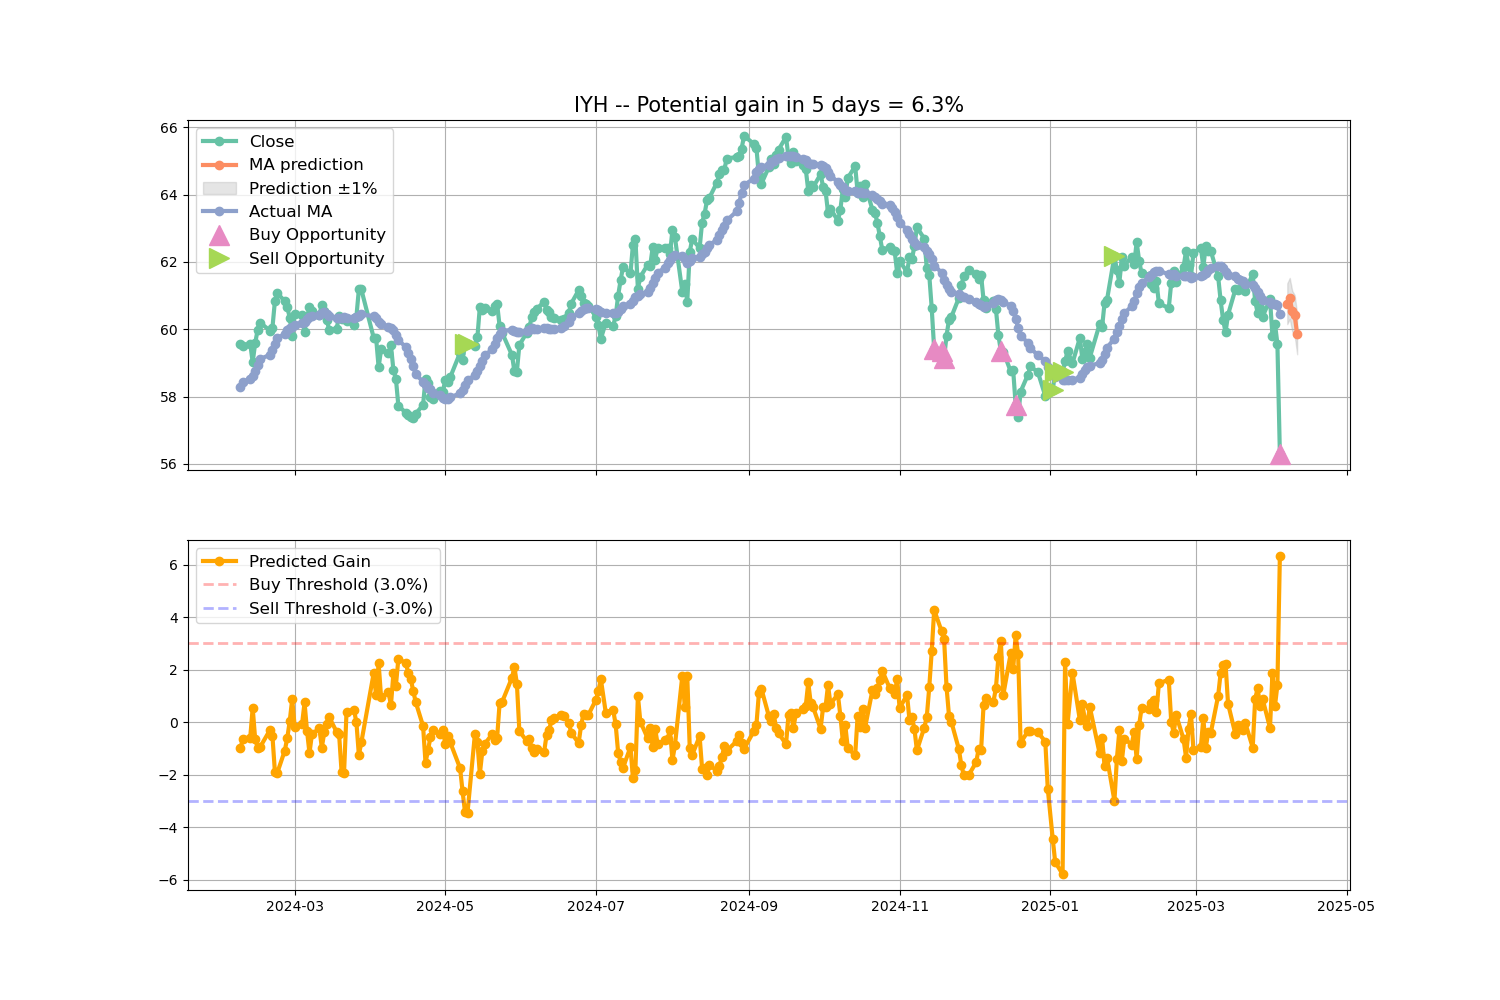 IYH -- Potential gain in 5 days = 6.3%
66
64
62
60
58
56
Close
MA prediction
Prediction ±1%
Actual MA
Buy Opportunity
Sell Opportunity
6
4
2
0
−2
−4
−6
Predicted Gain
Buy Threshold (3.0%)
Sell Threshold (-3.0%)
2024-03
2024-05
2024-07
2024-09
2024-11
2025-01
2025-03
2025-05